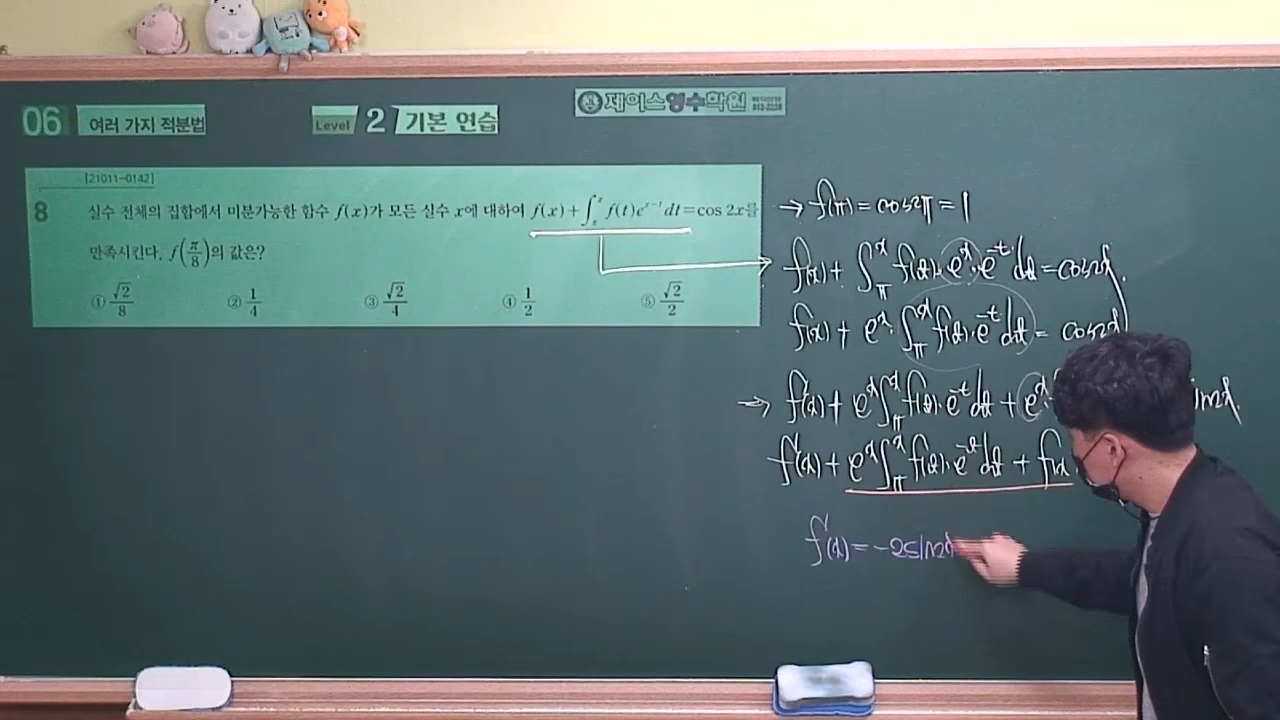 06 여러 가지 적분법 Level 2 기본 연습
제이스영수학원
[21011-0142]
8 실수 전체의 집합에서 미분가능한 함수 f(x)가 모든 실수 x에 대하여 f(x)+∫_π^x f(t)e^{x-t}dt=cos 2x를
만족시킨다. f(π/8)의 값은?
① √2/8 ② 1/4 ③ √2/4 ④ 1/2 ⑤ √2/2
→ f(π)=cos2π=1
f(x)+∫_π^x f(t)·e^x·e^{-t}dt=cos2x.
f(x)+e^x·∫_π^x f(t)·e^{-t}dt=cos2x
→ f'(x)+e^x∫_π^x f(t)·e^{-t}dt+e^x·
f'(x)+e^x∫_π^x f(t)·e^{-t}dt+f(x
f'(x)=-2sin2x